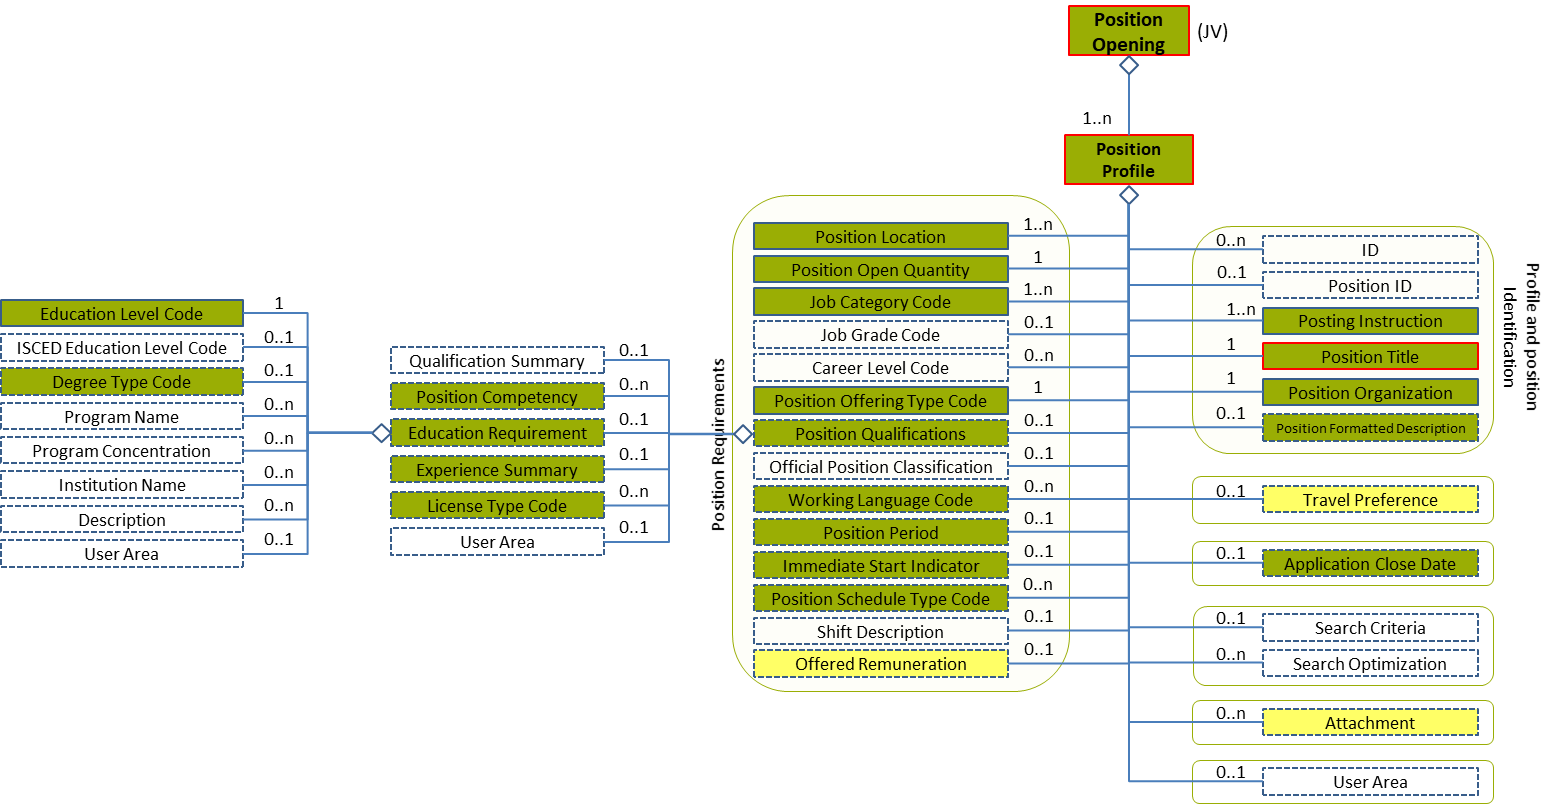 Position
Opening
(JV)
1..n
Position
Profile
Position Requirements
Position Location
1..n
Position Open Quantity
1
Job Category Code
1..n
Job Grade Code
0..1
Career Level Code
0..n
Position Offering Type Code
1
Position Qualifications
0..1
Official Position Classification
0..1
Working Language Code
0..n
Position Period
0..1
Immediate Start Indicator
0..1
Position Schedule Type Code
0..n
Shift Description
0..1
Offered Remuneration
0..1
Profile and position
Identification
0..n
ID
0..1
Position ID
1..n
Posting Instruction
1
Position Title
1
Position Organization
0..1
Position Formatted Description
0..1
Travel Preference
0..1
Application Close Date
0..1
Search Criteria
0..n
Search Optimization
0..n
Attachment
0..1
User Area
Qualification Summary
0..1
Position Competency
0..n
Education Requirement
0..1
Experience Summary
0..1
License Type Code
0..n
User Area
0..1
Education Level Code
1
ISCED Education Level Code
0..1
Degree Type Code
0..1
Program Name
0..n
Program Concentration
0..n
Institution Name
0..n
Description
0..n
User Area
0..1